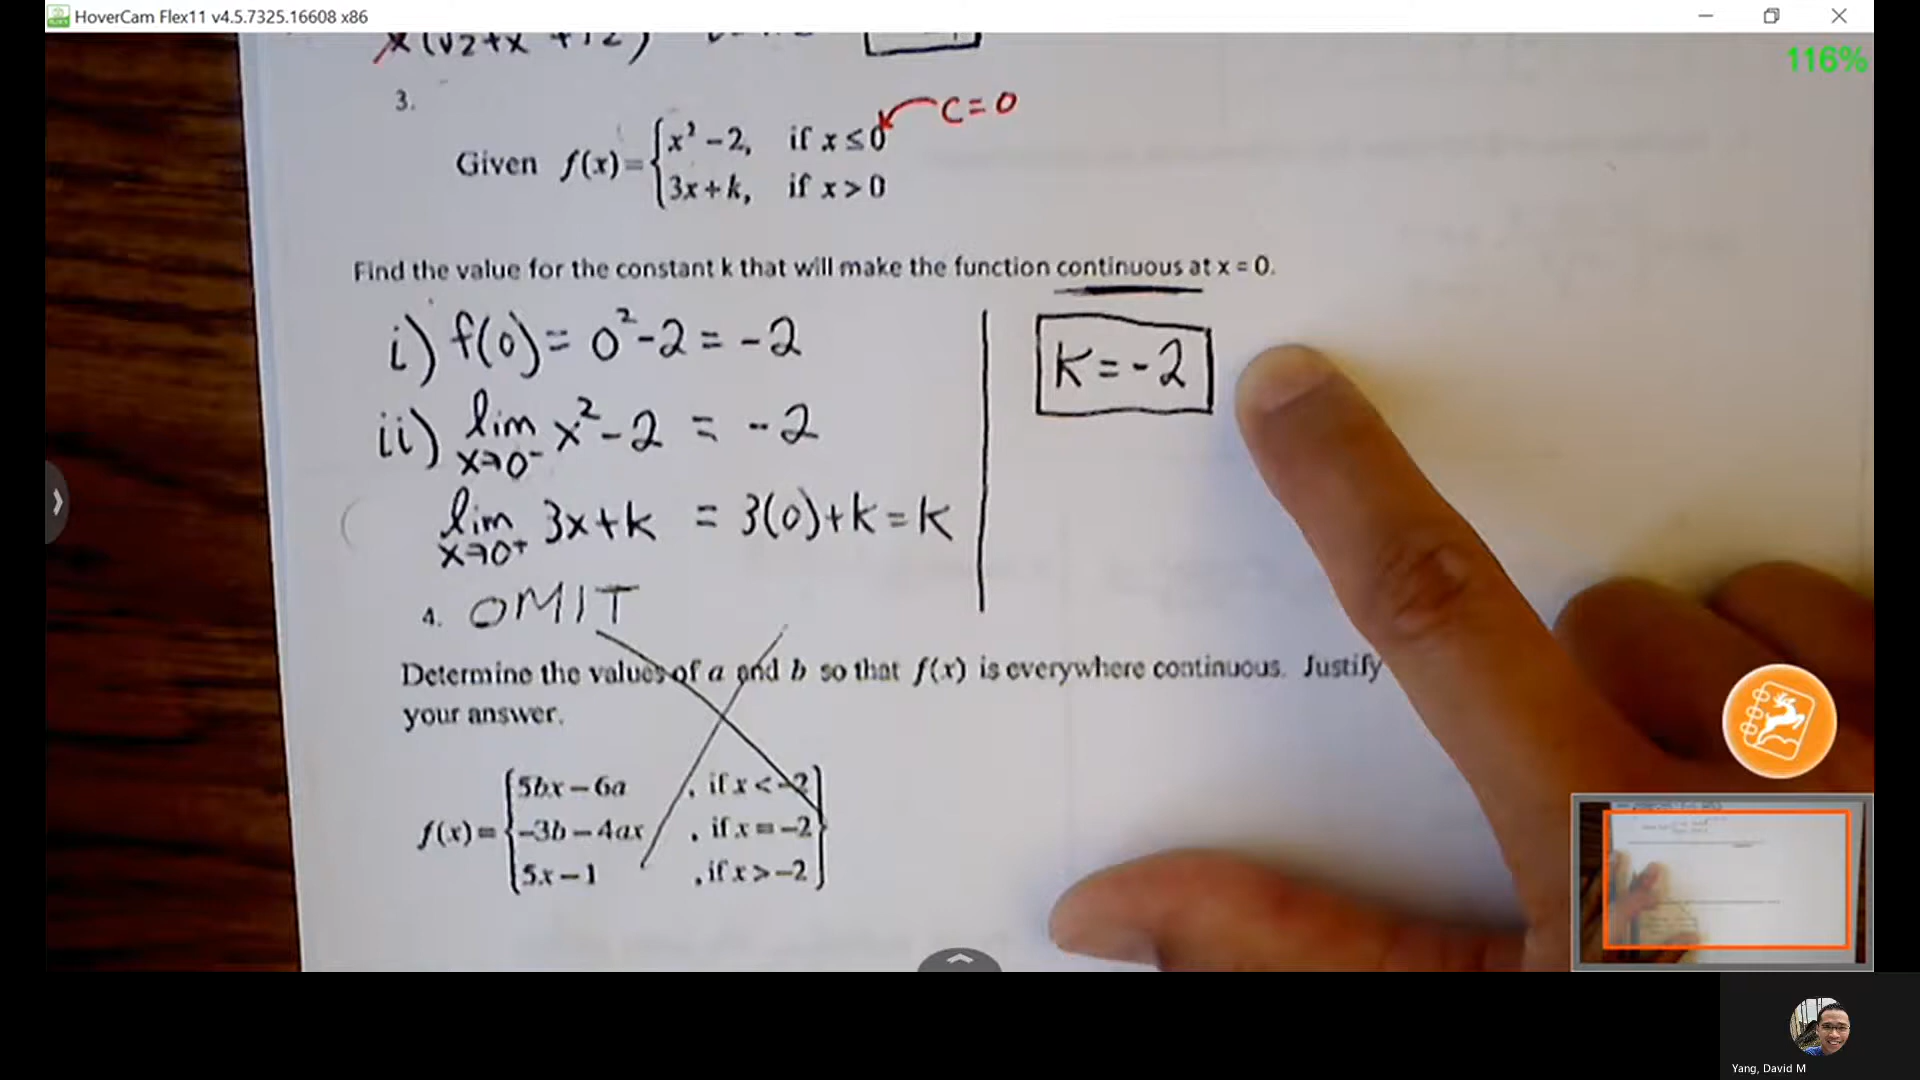 HoverCam Flex11 v4.5.7325.16608 x86
116%
3.
C=0
Given f(x)= { x² −2, if x ≤ 0
3x + k, if x > 0
Find the value for the constant k that will make the function continuous at x = 0.
i) f(0) = 0² -2 = -2
K = -2
ii) lim x→0⁻ x² -2 = -2
lim x→0⁺ 3x+k = 3(0)+k = k
4. OMIT
Determine the values of a and b so that f(x) is everywhere continuous. Justify
your answer.
f(x) = { 5bx − 6a , if x < −2
−3b − 4ax , if x = −2
5x − 1 , if x > −2 }
Yang, David M